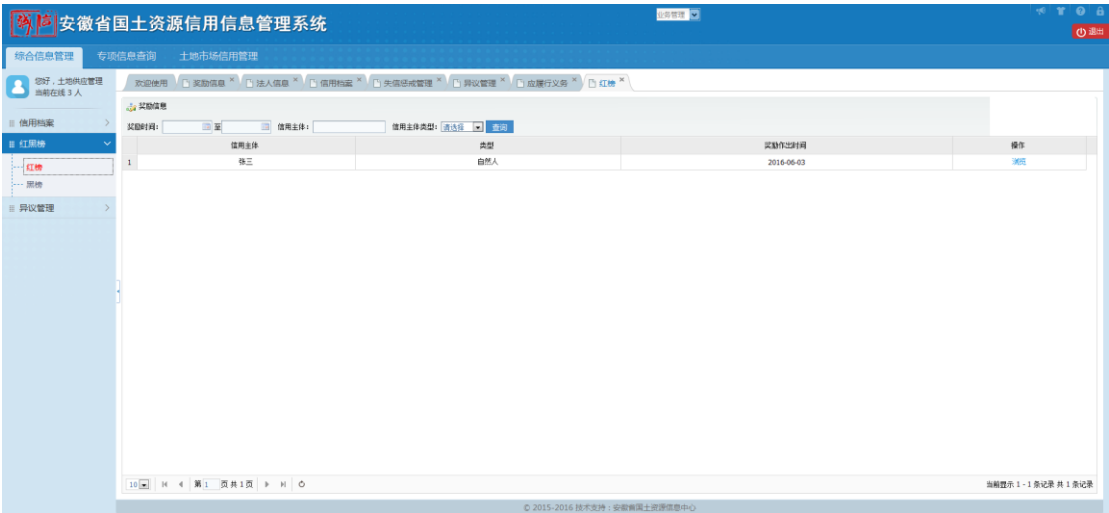 安徽省国土资源信用信息管理系统
业务管理
退出
综合信息管理 专项信息查询 土地市场信用管理
您好，土地供应管理
当前在线 3 人
欢迎使用 奖励信息 法人信息 信用档案 失信惩戒管理 异议管理 应履行义务 红榜
奖励信息
信用档案
奖励时间： 至 信用主体： 信用主体类型： 请选择 查询
红黑榜
信用主体 类型 奖励作出时间 操作
红榜
1 张三 自然人 2016-06-03 浏览
黑榜
异议管理
10 第 1 页 共 1 页
当前显示 1 - 1 条记录 共 1 条记录
© 2015-2016 技术支持：安徽省国土资源信息中心